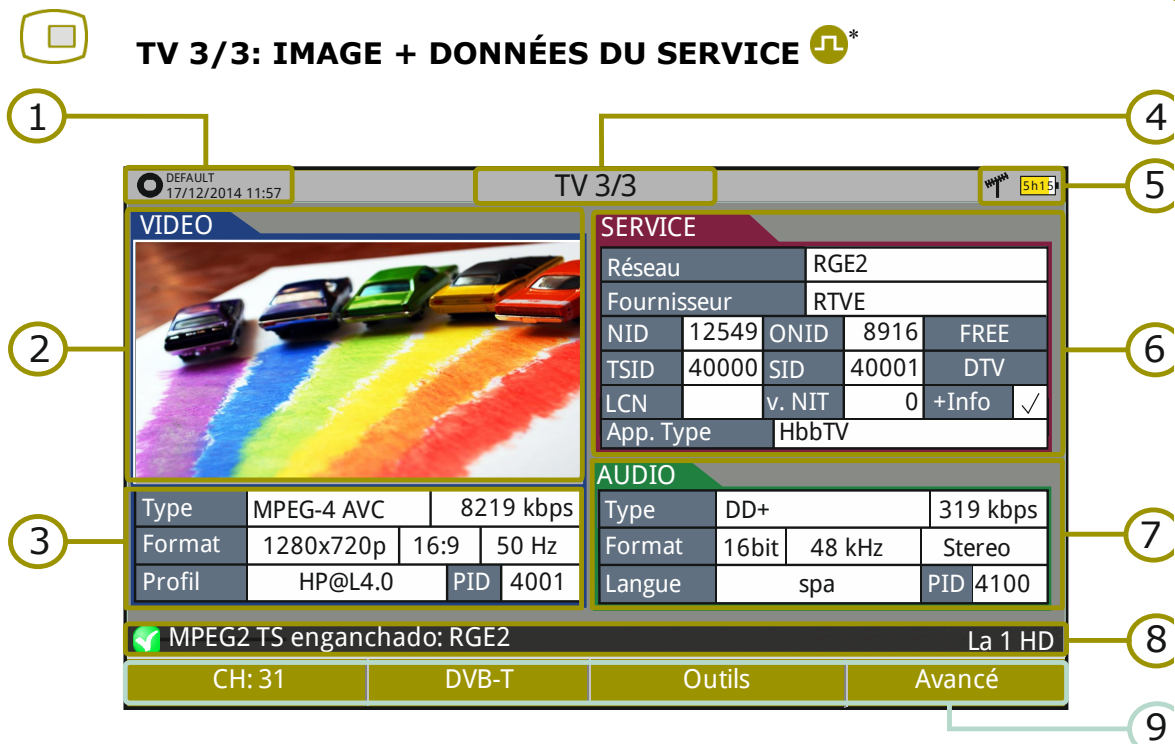 TV 3/3: IMAGE + DONNÉES DU SERVICE *
1
4
DEFAULT
17/12/2014 11:57
TV 3/3
5h15
5
VIDEO
2
Type MPEG-4 AVC 8219 kbps
Format 1280x720p 16:9 50 Hz
Profil HP@L4.0 PID 4001
3
SERVICE
Réseau RGE2
Fournisseur RTVE
NID 12549 ONID 8916 FREE
TSID 40000 SID 40001 DTV
LCN v. NIT 0 +Info ✓
App. Type HbbTV
6
AUDIO
Type DD+ 319 kbps
Format 16bit 48 kHz Stereo
Langue spa PID 4100
7
MPEG2 TS enganchado: RGE2 La 1 HD
8
CH: 31 DVB-T Outils Avancé
9